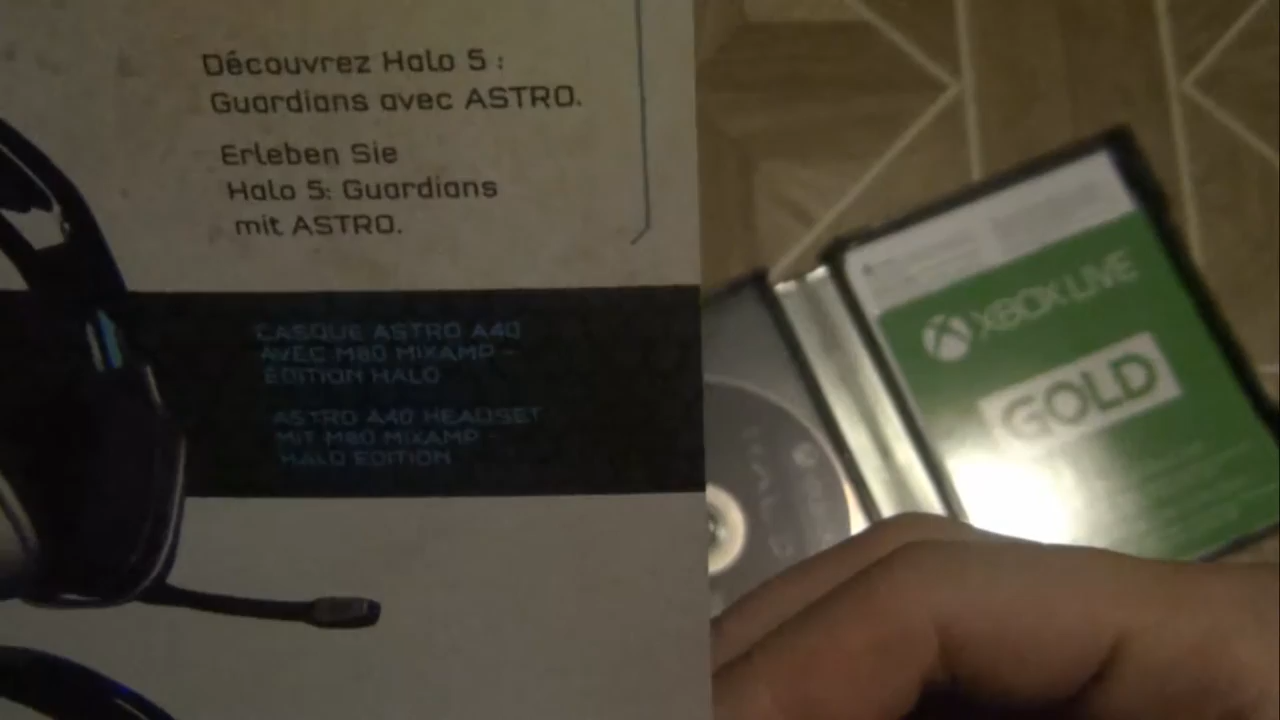 Découvrez Halo 5 :
Guardians avec ASTRO.
Erleben Sie
Halo 5: Guardians
mit ASTRO.
CASQUE ASTRO A40
AVEC M80 MIXAMP –
ÉDITION HALO
ASTRO A40 HEADSET
MIT M80 MIXAMP –
HALO EDITION
XBOX LIVE
GOLD
HALO